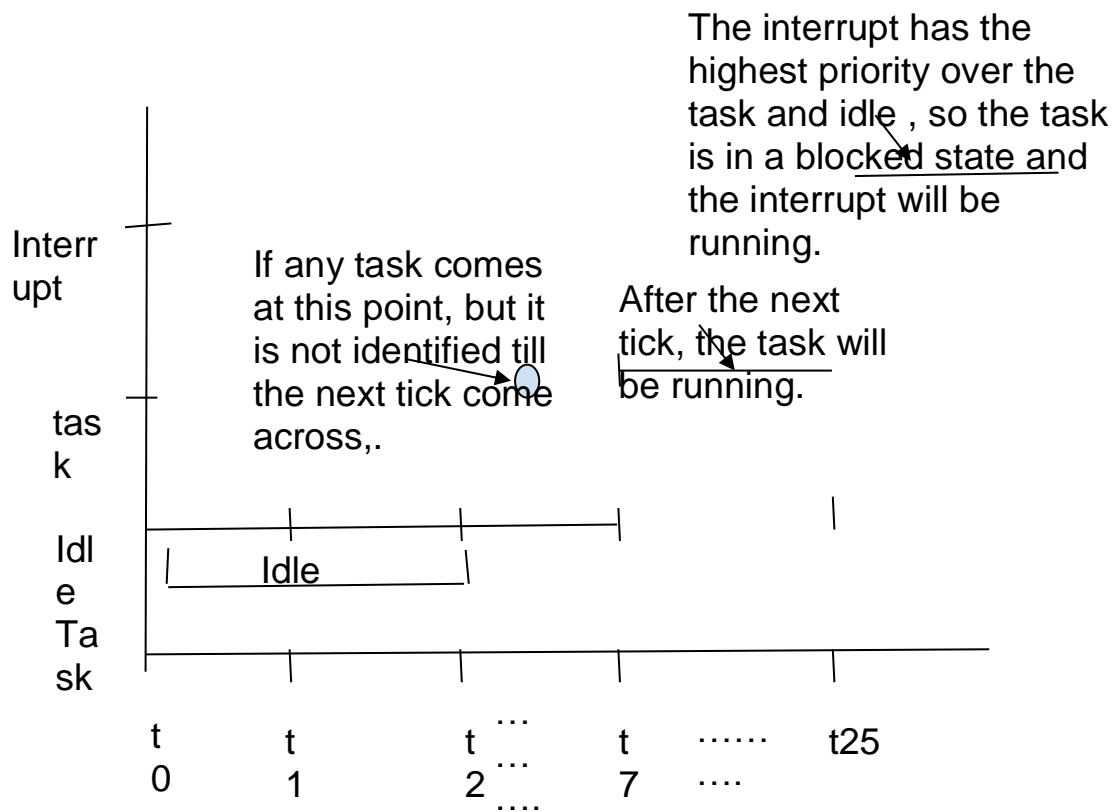 The interrupt has the
highest priority over the
task and idle , so the task
is in a blocked state and
the interrupt will be
running.
Interr
upt
If any task comes
at this point, but it
is not identified till
the next tick come
across,.
After the next
tick, the task will
be running.
tas
k
Idl
e
Ta
sk
Idle
t
0
t
1
t
2
...
...
....
t
7
......
....
t25